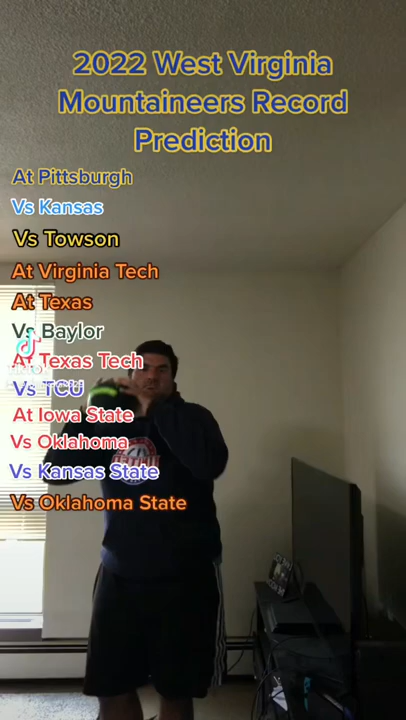 2022 West Virginia
Mountaineers Record
Prediction
At Pittsburgh
Vs Kansas
Vs Towson
At Virginia Tech
At Texas
Vs Baylor
At Texas Tech
Vs TCU
At Iowa State
Vs Oklahoma
Vs Kansas State
Vs Oklahoma State